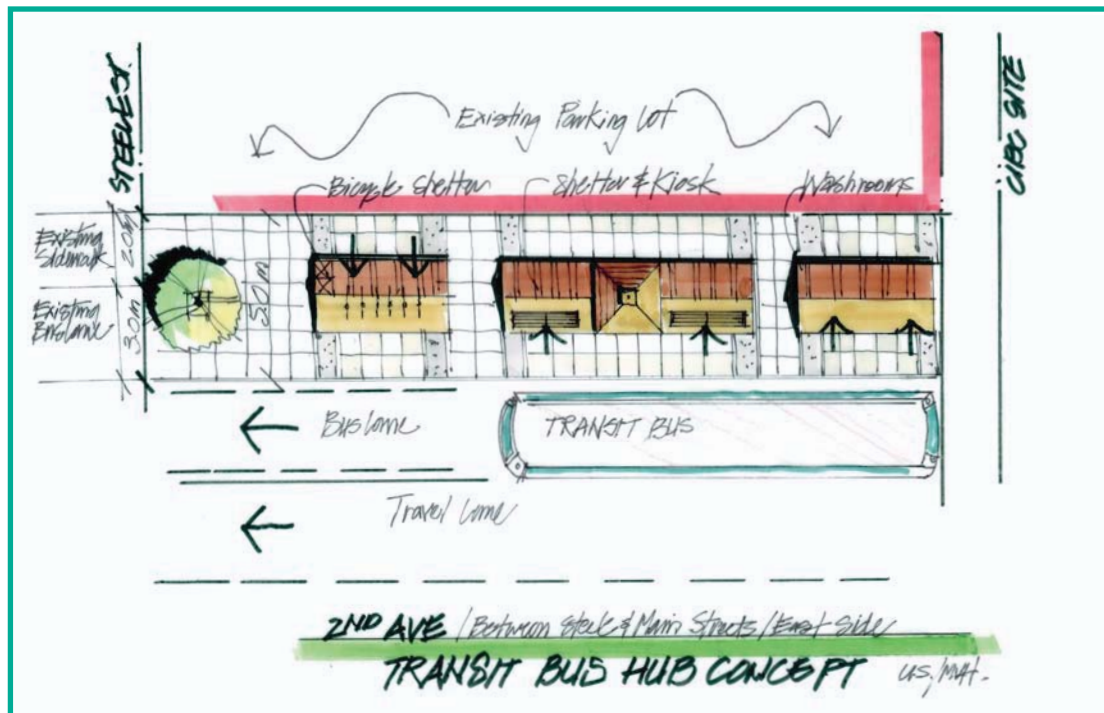 STEELE ST.
CIBC SITE
Existing Parking lot
Bicycle Shelter
Shelter & Kiosk
Washrooms
Existing
Sidewalk
2.0m
Existing
Bus lane
3.0m
5.0m
Bus lane
TRANSIT BUS
Travel lane
2ND AVE / Between Steele & Main Streets / East Side
TRANSIT BUS HUB CONCEPT